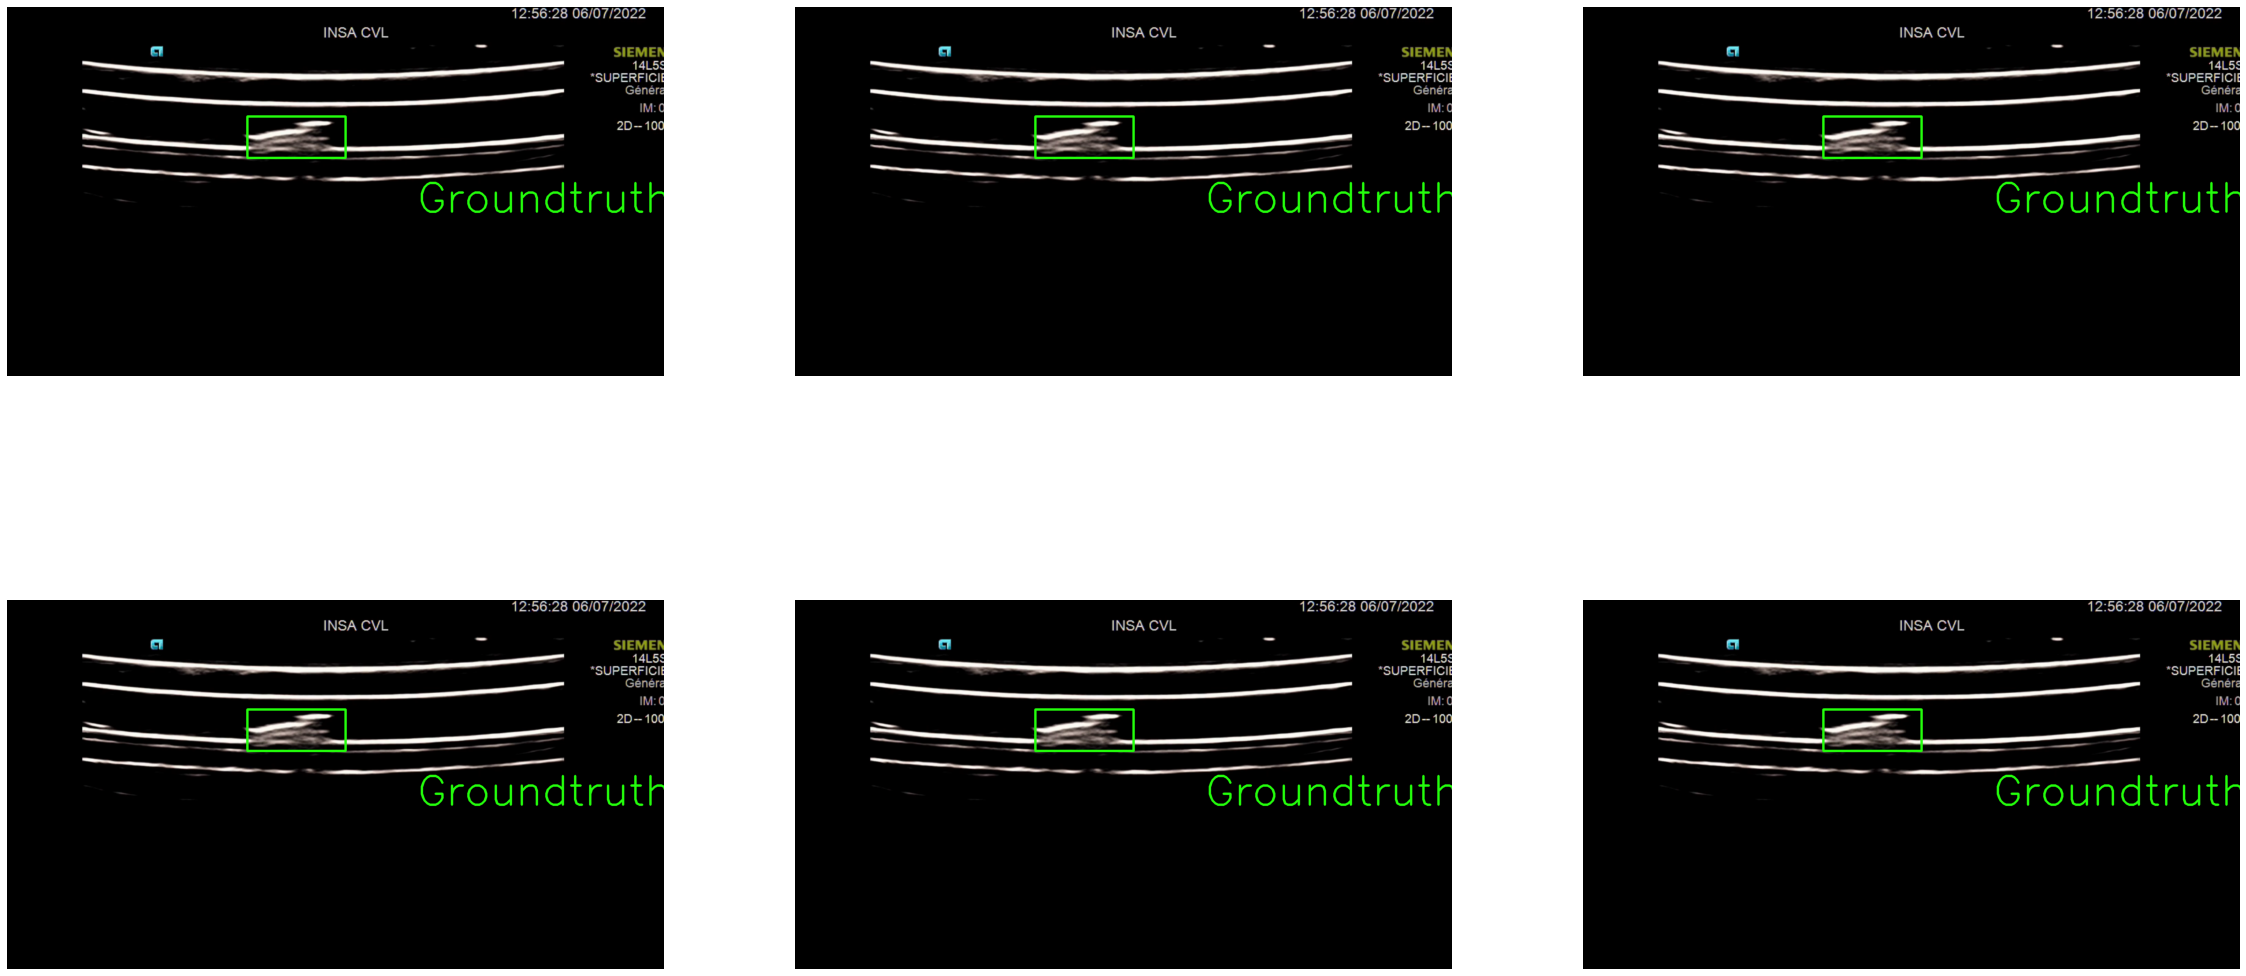 12:56:28 06/07/2022
INSA CVL
SIEMEN
14L5S
*SUPERFICIE
Généra
IM: 0
2D-- 100
Groundtruth
12:56:28 06/07/2022
INSA CVL
SIEMEN
14L5S
*SUPERFICIE
Généra
IM: 0
2D-- 100
Groundtruth
12:56:28 06/07/2022
INSA CVL
SIEMEN
14L5S
*SUPERFICIE
Généra
IM: 0
2D-- 100
Groundtruth
12:56:28 06/07/2022
INSA CVL
SIEMEN
14L5S
*SUPERFICIE
Généra
IM: 0
2D-- 100
Groundtruth
12:56:28 06/07/2022
INSA CVL
SIEMEN
14L5S
*SUPERFICIE
Généra
IM: 0
2D-- 100
Groundtruth
12:56:28 06/07/2022
INSA CVL
SIEMEN
14L5S
*SUPERFICIE
Généra
IM: 0
2D-- 100
Groundtruth